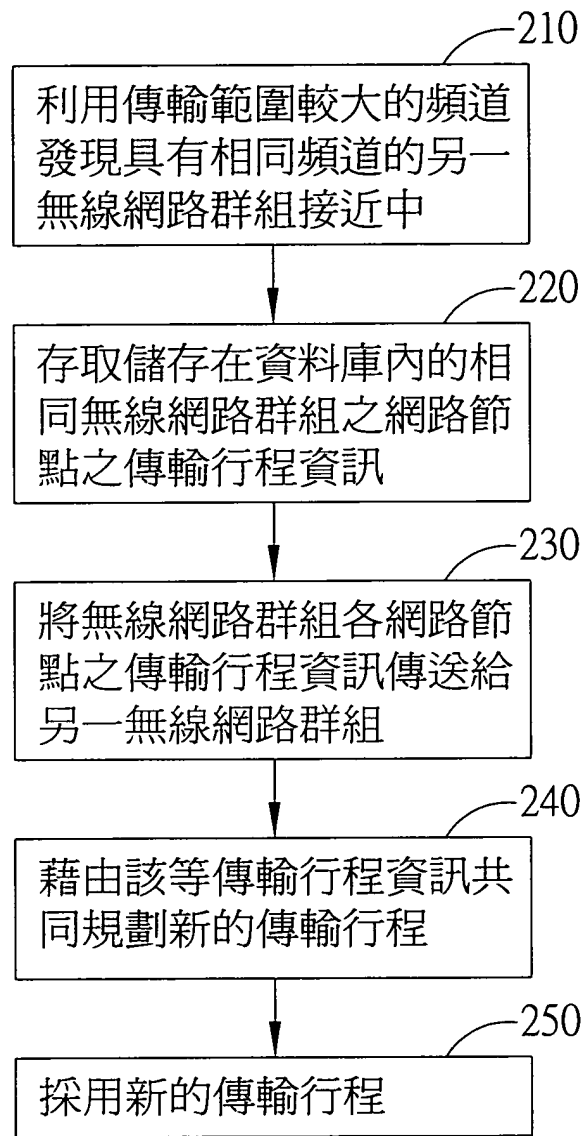 210
利用傳輸範圍較大的頻道
發現具有相同頻道的另一
無線網路群組接近中
220
存取儲存在資料庫內的相
同無線網路群組之網路節
點之傳輸行程資訊
230
將無線網路群組各網路節
點之傳輸行程資訊傳送給
另一無線網路群組
240
藉由該等傳輸行程資訊共
同規劃新的傳輸行程
250
採用新的傳輸行程